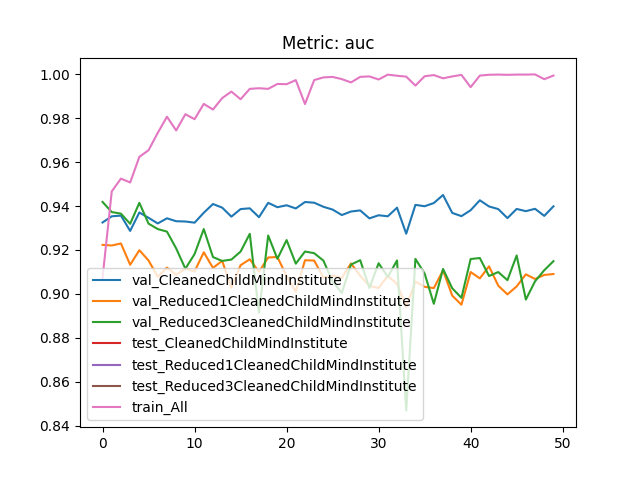 Metric: auc
1.00
0.98
0.96
0.94
0.92
0.90
0.88
0.86
0.84
0
10
20
30
40
50
val_CleanedChildMindInstitute
val_Reduced1CleanedChildMindInstitute
val_Reduced3CleanedChildMindInstitute
test_CleanedChildMindInstitute
test_Reduced1CleanedChildMindInstitute
test_Reduced3CleanedChildMindInstitute
train_All